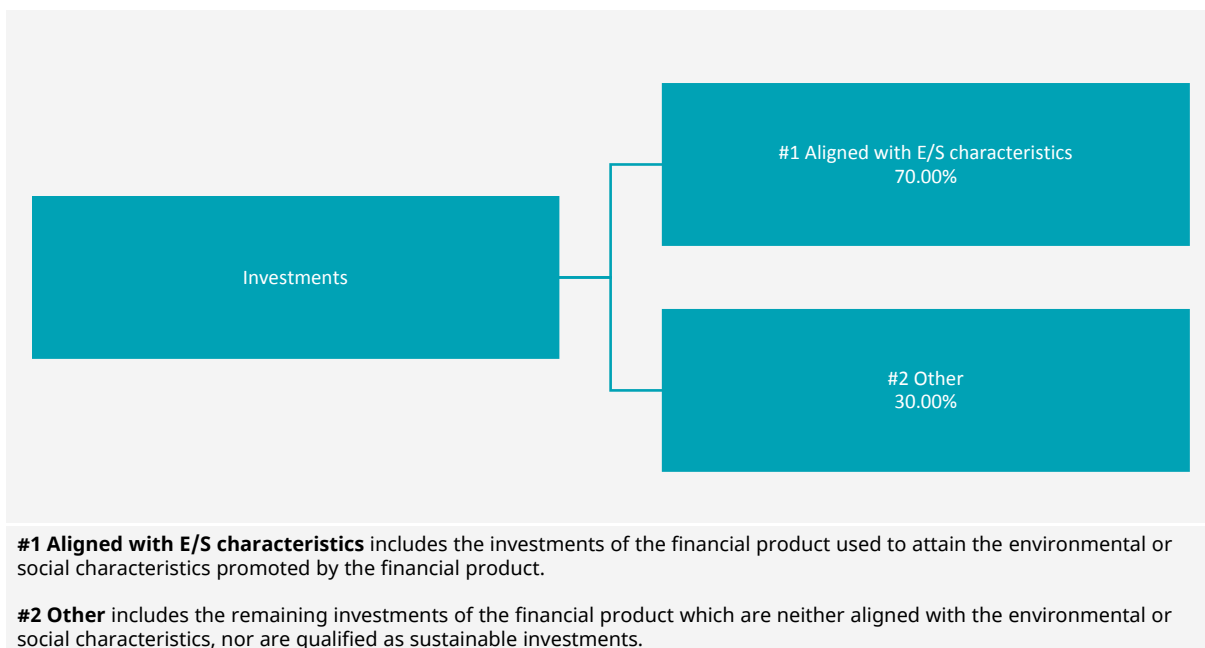 #1 Aligned with E/S characteristics
70.00%
Investments
#2 Other
30.00%
#1 Aligned with E/S characteristics includes the investments of the financial product used to attain the environmental or
social characteristics promoted by the financial product.
#2 Other includes the remaining investments of the financial product which are neither aligned with the environmental or
social characteristics, nor are qualified as sustainable investments.